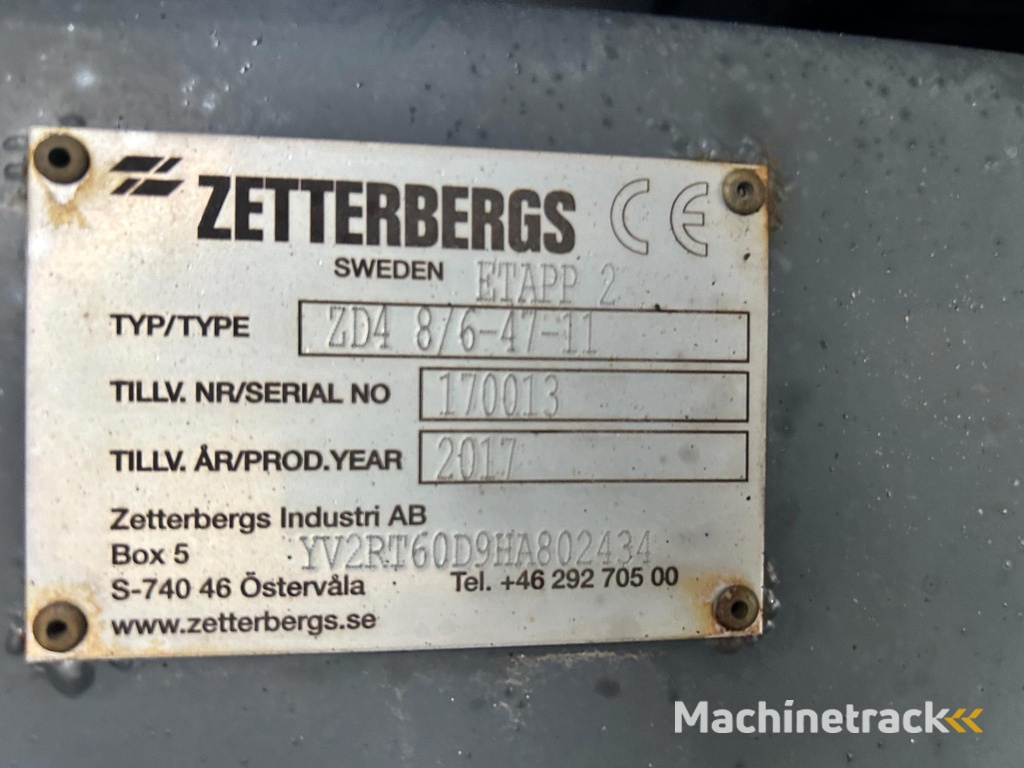 ZETTERBERGS CE
SWEDEN ETAPP 2
TYP/TYPE ZD4 8/6-47-11
TILLV. NR/SERIAL NO 170013
TILLV. ÅR/PROD.YEAR 2017
Zetterbergs Industri AB
Box 5 YV2RT60D9HA802434
S-740 46 Östervåla Tel. +46 292 705 00
www.zetterbergs.se
Machinetrack